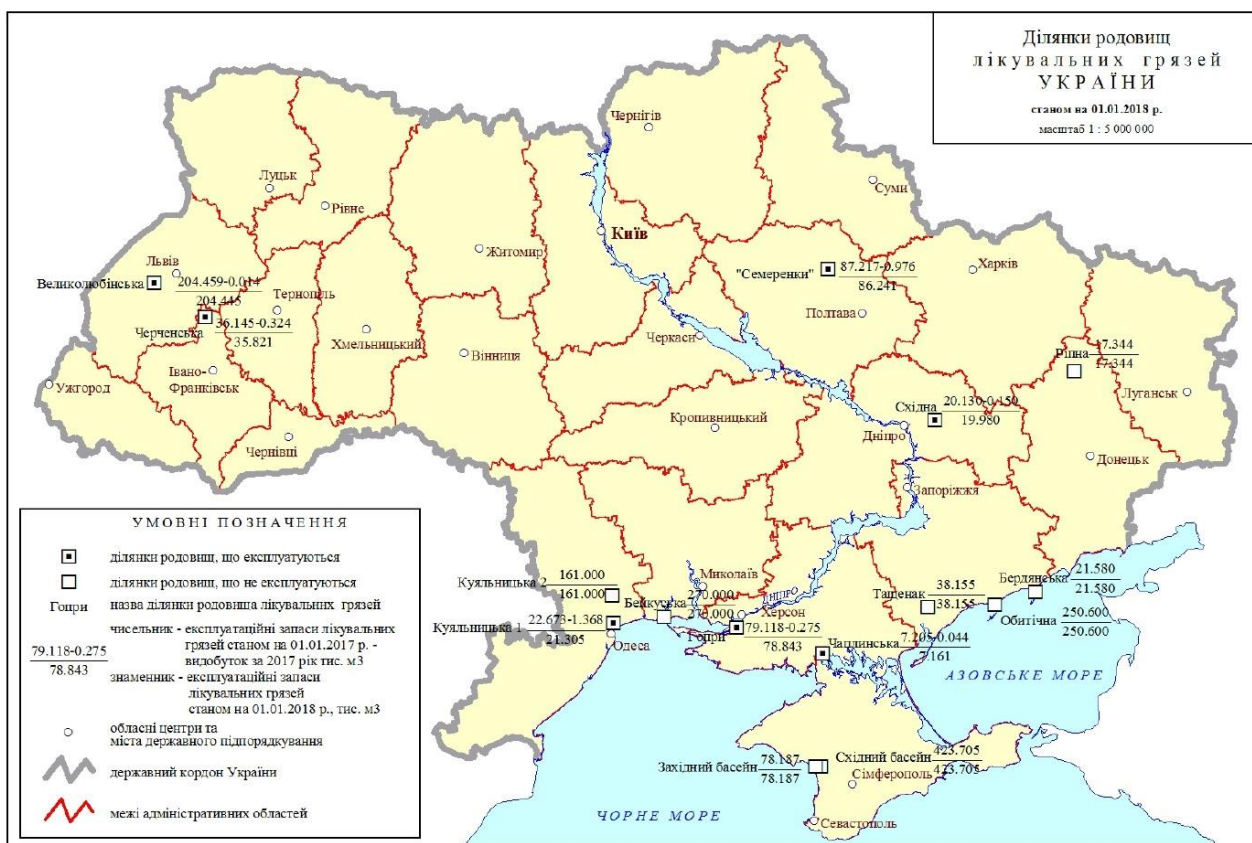 Ділянки родовищ
лікувальних грязей
УКРАЇНИ
станом на 01.01.2018 р.
масштаб 1 : 5 000 000
Чернігів
Луцьк
Рівне
Суми
Київ
Житомир
Львів
Великолюбінська
204.459-0.014
204.445
Тернопіль
Черченська
36.145-0.324
35.821
Хмельницький
Вінниця
Івано-
Франківськ
Ужгород
Чернівці
"Семеренки"
87.217-0.976
86.241
Харків
Полтава
Черкаси
Кропивницький
Рідна
17.344
17.344
Луганськ
Східна
20.130-0.150
19.980
Дніпро
Донецьк
Запоріжжя
Куяльницька 2
161.000
161.000
Куяльницька 1
22.673-1.368
21.305
Одеса
Миколаїв
Бейкуська
270.000
270.000
ДНІПРО
Херсон
Гопри
79.118-0.275
78.843
Чаплинська
7.205-0.044
7.161
Ташенак
38.155
38.155
Бердянська
21.580
21.580
Обитічна
250.600
250.600
АЗОВСЬКЕ МОРЕ
Західний басейн
78.187
78.187
Східний басейн
423.705
423.705
Сімферополь
Севастополь
ЧОРНЕ МОРЕ
УМОВНІ ПОЗНАЧЕННЯ
ділянки родовищ, що експлуатуються
ділянки родовищ, що не експлуатуються
Гопри назва ділянки родовища лікувальних грязей
79.118-0.275
78.843
чисельник - експлуатаційні запаси лікувальних
грязей станом на 01.01.2017 р. -
видобуток за 2017 рік тис. м3
знаменник - експлуатаційні запаси
лікувальних грязей
станом на 01.01.2018 р., тис. м3
обласні центри та
міста державного підпорядкування
державний кордон України
межі адміністративних областей